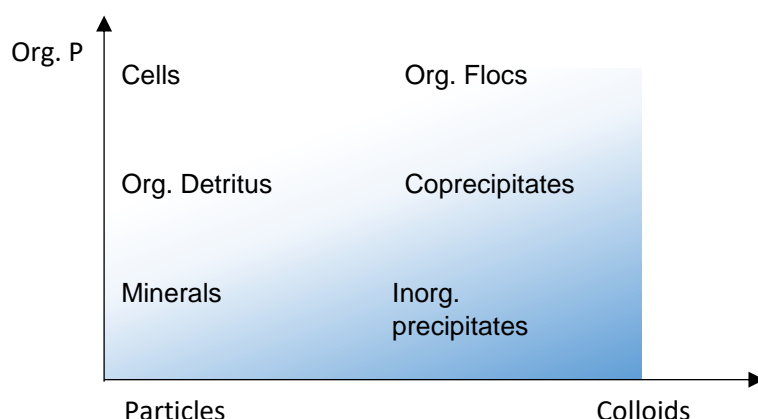 Org. P
Cells
Org. Flocs
Org. Detritus
Coprecipitates
Minerals
Inorg.
precipitates
Particles
Colloids